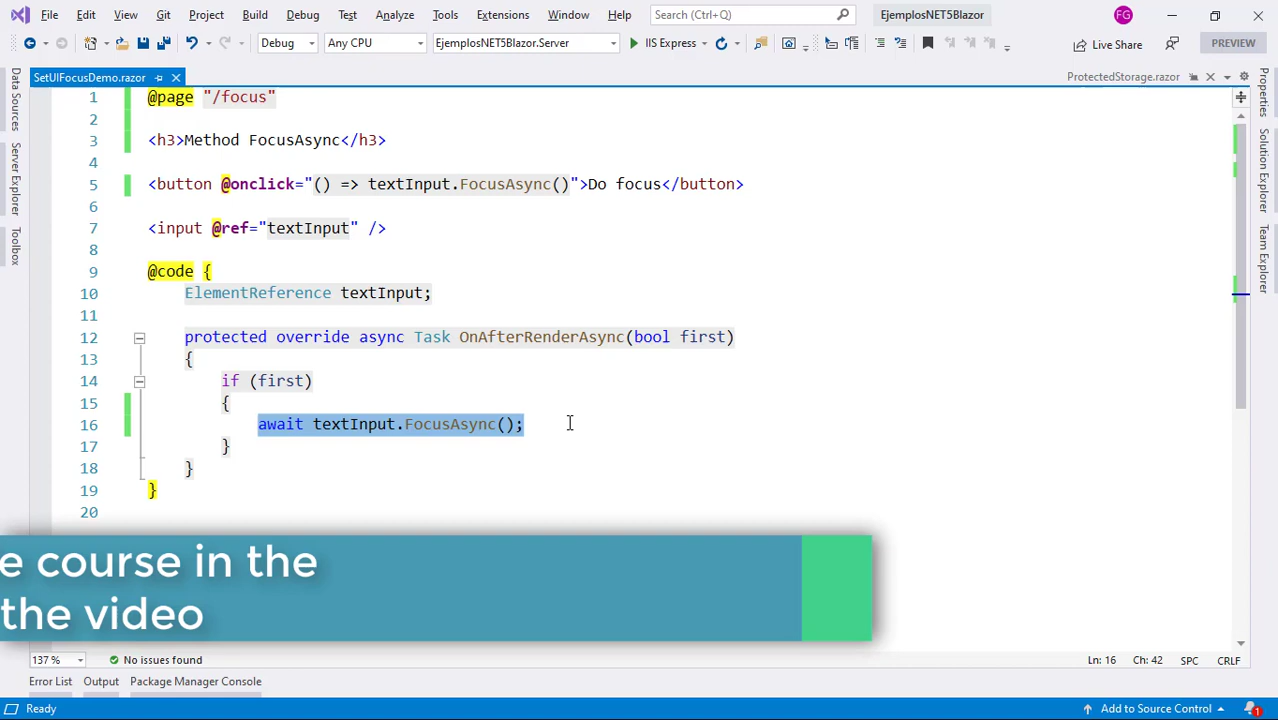 File Edit View Git Project Build Debug Test Analyze Tools Extensions Window Help Search (Ctrl+Q) EjemplosNET5Blazor FG
Debug Any CPU EjemplosNET5Blazor.Server IIS Express Live Share PREVIEW
SetUIFocusDemo.razor ProtectedStorage.razor
Data Sources
Server Explorer
Toolbox
1 @page "/focus"
2
3 <h3>Method FocusAsync</h3>
4
5 <button @onclick="() => textInput.FocusAsync()">Do focus</button>
6
7 <input @ref="textInput" />
8
9 @code {
10 ElementReference textInput;
11
12 protected override async Task OnAfterRenderAsync(bool first)
13 {
14 if (first)
15 {
16 await textInput.FocusAsync();
17 }
18 }
19 }
20
Properties
Solution Explorer
Team Explorer
e course in the
the video
137 % No issues found Ln: 16 Ch: 42 SPC CRLF
Error List Output Package Manager Console
Ready Add to Source Control 1